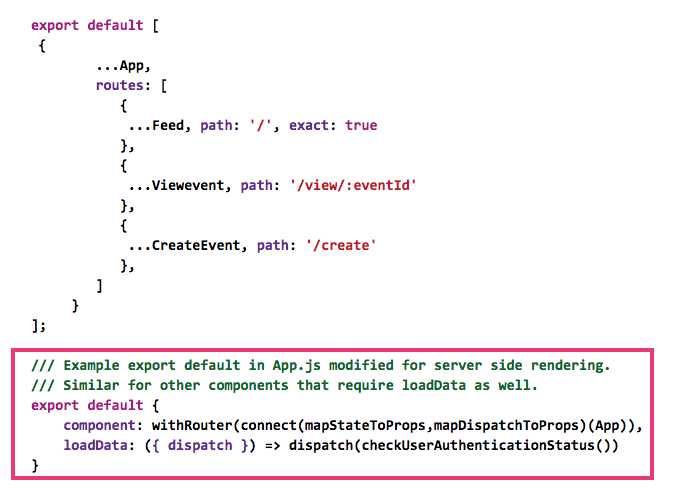 export default [
{
...App,
routes: [
{
...Feed, path: '/', exact: true
},
{
...Viewevent, path: '/view/:eventId'
},
{
...CreateEvent, path: '/create'
},
]
}
];
/// Example export default in App.js modified for server side rendering.
/// Similar for other components that require loadData as well.
export default {
component: withRouter(connect(mapStateToProps,mapDispatchToProps)(App)),
loadData: ({ dispatch }) => dispatch(checkUserAuthenticationStatus())
}